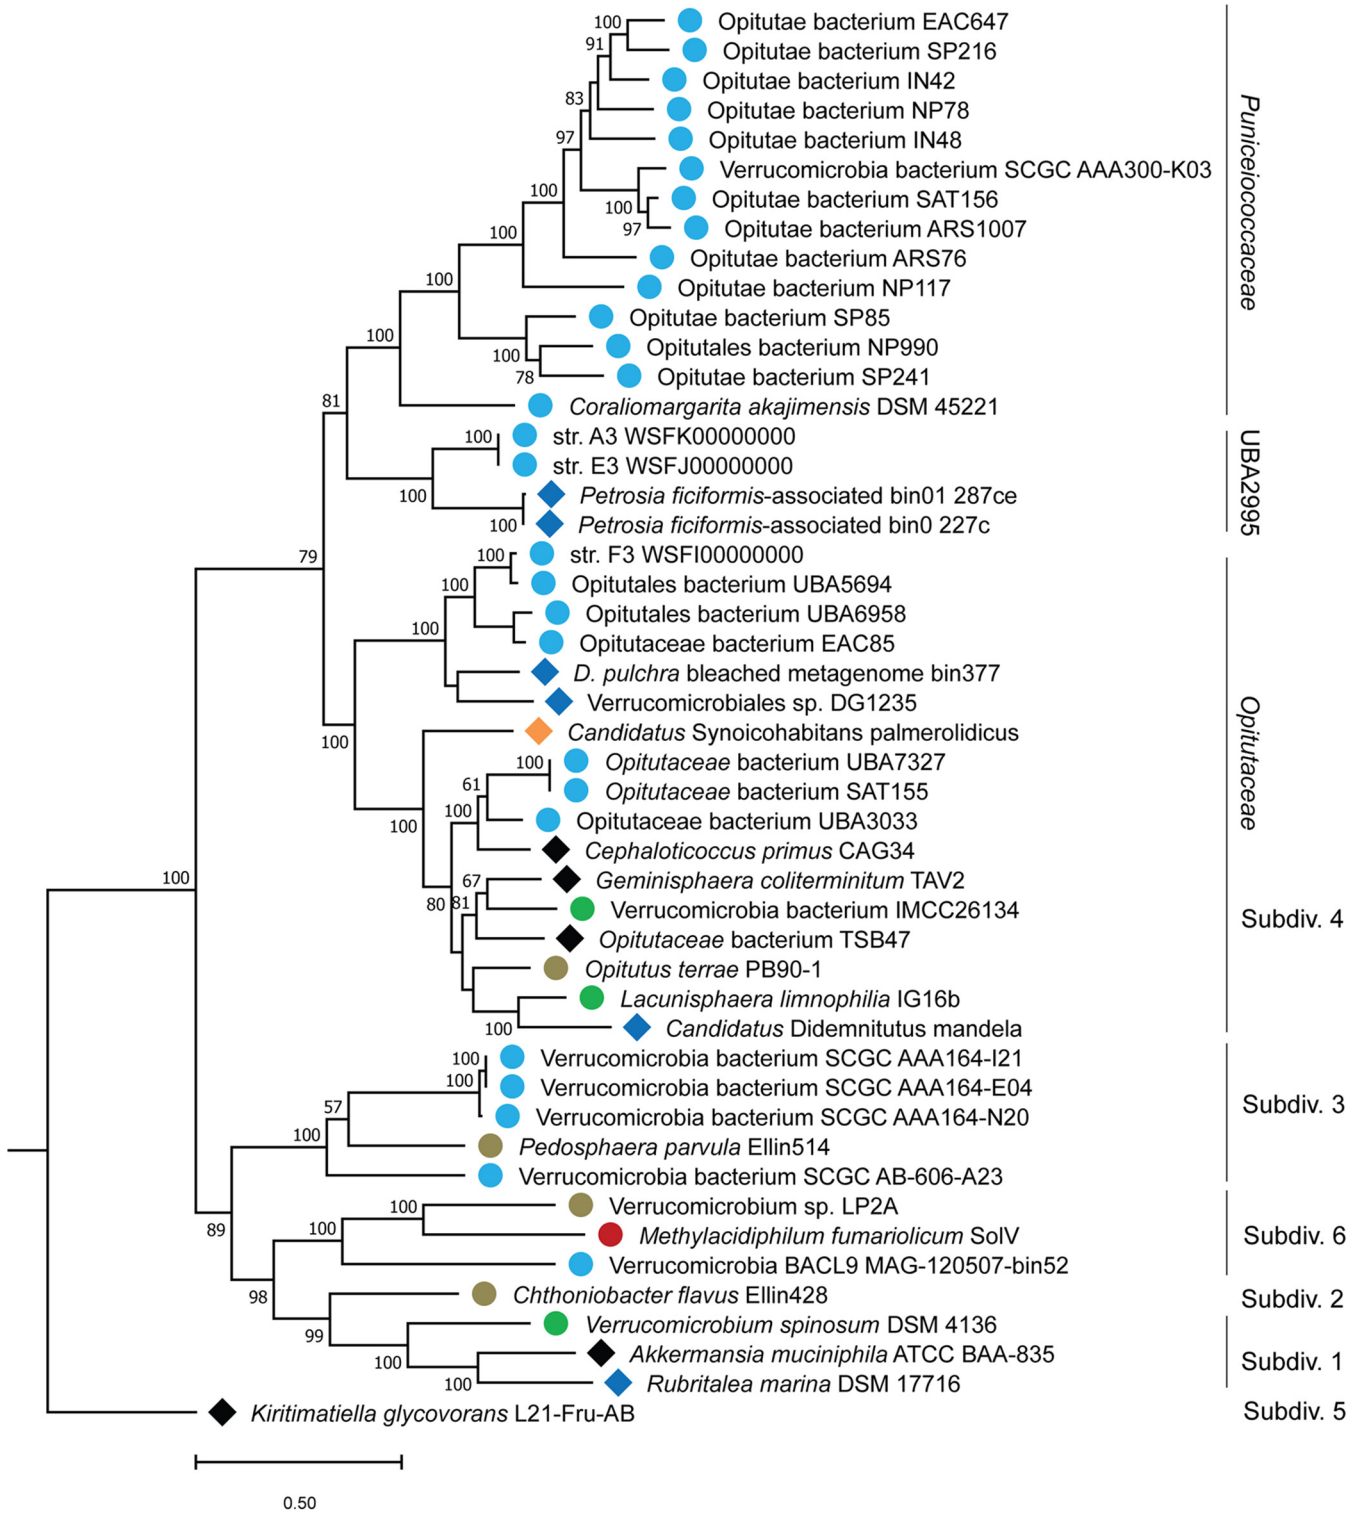 100
Opitutae bacterium EAC647
91
Opitutae bacterium SP216
Opitutae bacterium IN42
83
Opitutae bacterium NP78
97
Opitutae bacterium IN48
Verrucomicrobia bacterium SCGC AAA300-K03
100
Opitutae bacterium SAT156
100
97
Opitutae bacterium ARS1007
100
Opitutae bacterium ARS76
100
Opitutae bacterium NP117
Opitutae bacterium SP85
100
Opitutales bacterium NP990
100
78
Opitutae bacterium SP241
81
Coraliomargarita akajimensis DSM 45221
Puniceiococcaceae
100
str. A3 WSFK00000000
str. E3 WSFJ00000000
100
Petrosia ficiformis-associated bin01 287ce
100
Petrosia ficiformis-associated bin0 227c
UBA2995
79
100
str. F3 WSFI00000000
100
Opitutales bacterium UBA5694
Opitutales bacterium UBA6958
100
Opitutaceae bacterium EAC85
D. pulchra bleached metagenome bin377
Verrucomicrobiales sp. DG1235
100
Candidatus Synoicohabitans palmerolidicus
100
Opitutaceae bacterium UBA7327
61
Opitutaceae bacterium SAT155
100
100
Opitutaceae bacterium UBA3033
Cephaloticoccus primus CAG34
67
Geminisphaera coliterminitum TAV2
80
81
Verrucomicrobia bacterium IMCC26134
Opitutaceae bacterium TSB47
Opitutus terrae PB90-1
Lacunisphaera limnophilia IG16b
100
Candidatus Didemnitutus mandela
Opitutaceae
Subdiv. 4
100
100
Verrucomicrobia bacterium SCGC AAA164-I21
100
Verrucomicrobia bacterium SCGC AAA164-E04
57
Verrucomicrobia bacterium SCGC AAA164-N20
100
Pedosphaera parvula Ellin514
Verrucomicrobia bacterium SCGC AB-606-A23
Subdiv. 3
89
100
Verrucomicrobium sp. LP2A
100
Methylacidiphilum fumariolicum SolV
Verrucomicrobia BACL9 MAG-120507-bin52
Subdiv. 6
98
Chthoniobacter flavus Ellin428
Subdiv. 2
99
Verrucomicrobium spinosum DSM 4136
100
Akkermansia muciniphila ATCC BAA-835
100
Rubritalea marina DSM 17716
Subdiv. 1
Kiritimatiella glycovorans L21-Fru-AB
Subdiv. 5
0.50